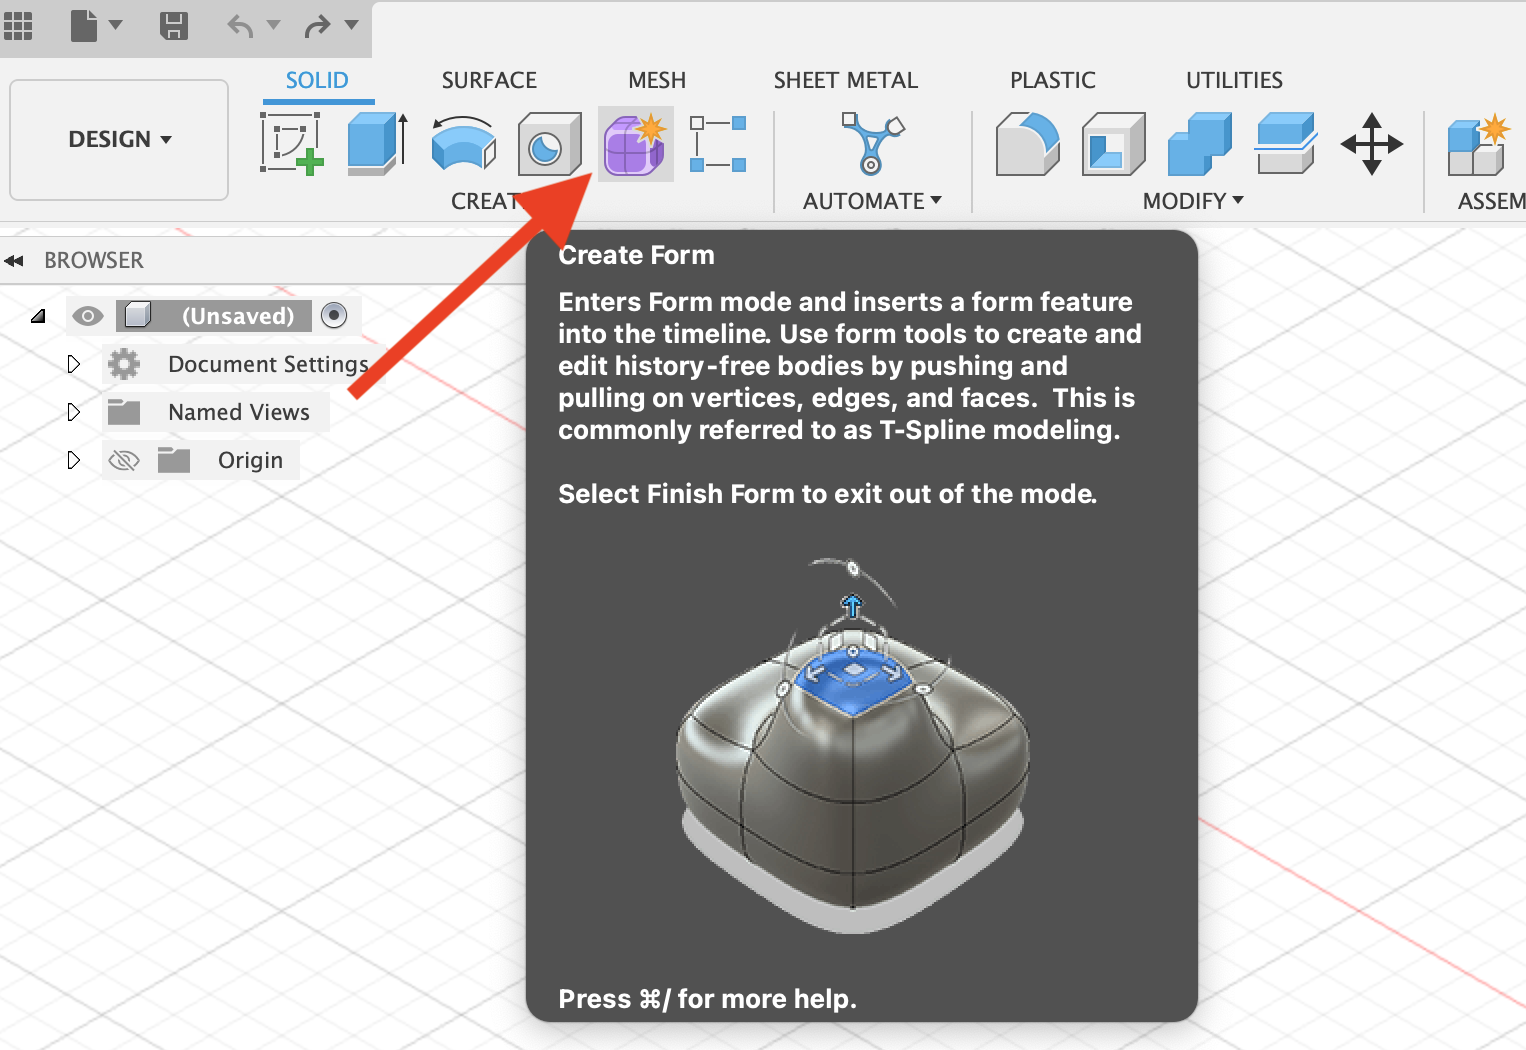 SOLID SURFACE MESH SHEET METAL PLASTIC UTILITIES
DESIGN
AUTOMATE MODIFY
BROWSER
(Unsaved)
Document Settings
Named Views
Origin
Create Form
Enters Form mode and inserts a form feature
into the timeline. Use form tools to create and
edit history-free bodies by pushing and
pulling on vertices, edges, and faces.  This is
commonly referred to as T-Spline modeling.
Select Finish Form to exit out of the mode.
Press ⌘/ for more help.